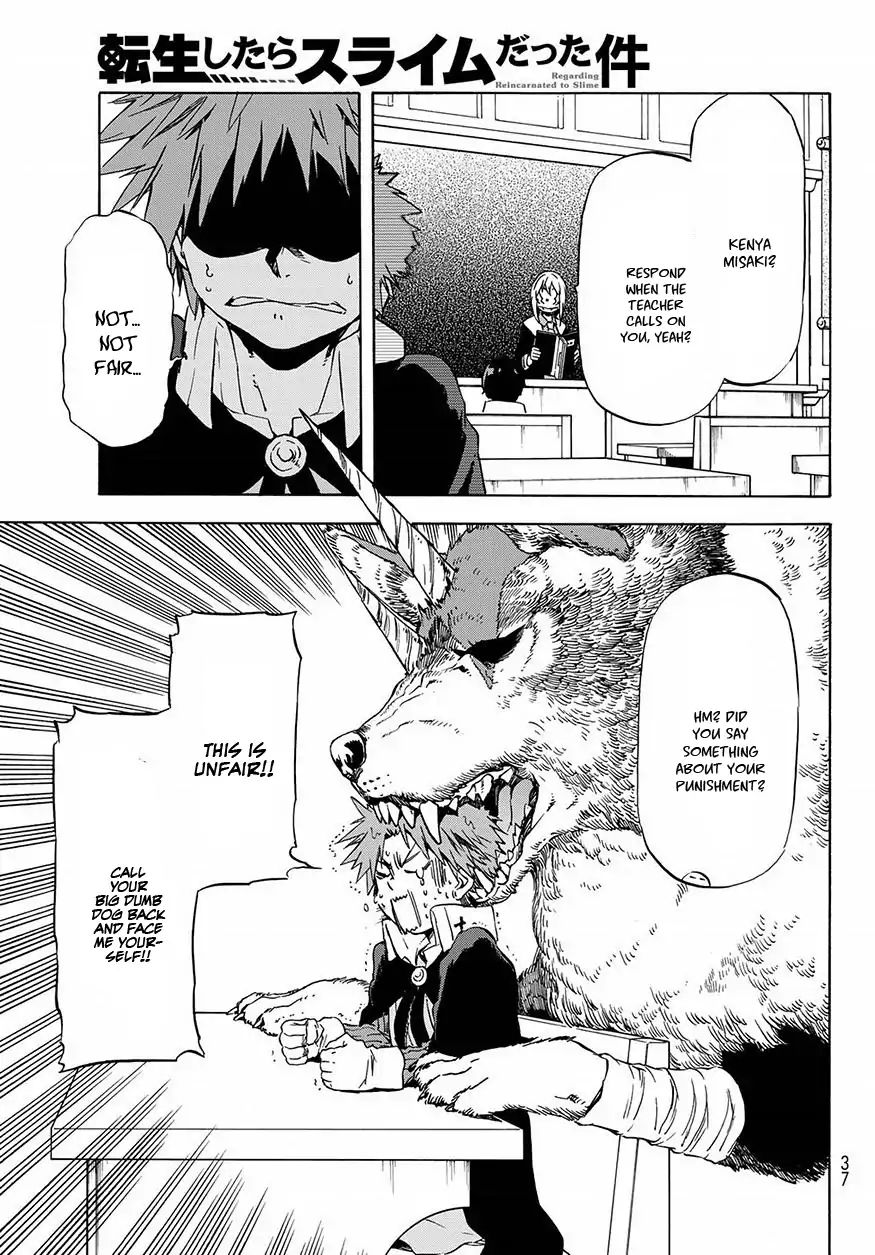 転生したらスライムだった件
Regarding
Reincarnated to Slime
KENYA
MISAKI?
RESPOND
WHEN THE
TEACHER
CALLS ON
YOU, YEAH?
NOT...
NOT
FAIR...
HM? DID
YOU SAY
SOMETHING
ABOUT YOUR
PUNISHMENT?
THIS IS
UNFAIR!!
CALL
YOUR
BIG DUMB
DOG BACK
AND FACE
ME YOUR-
SELF!!
37